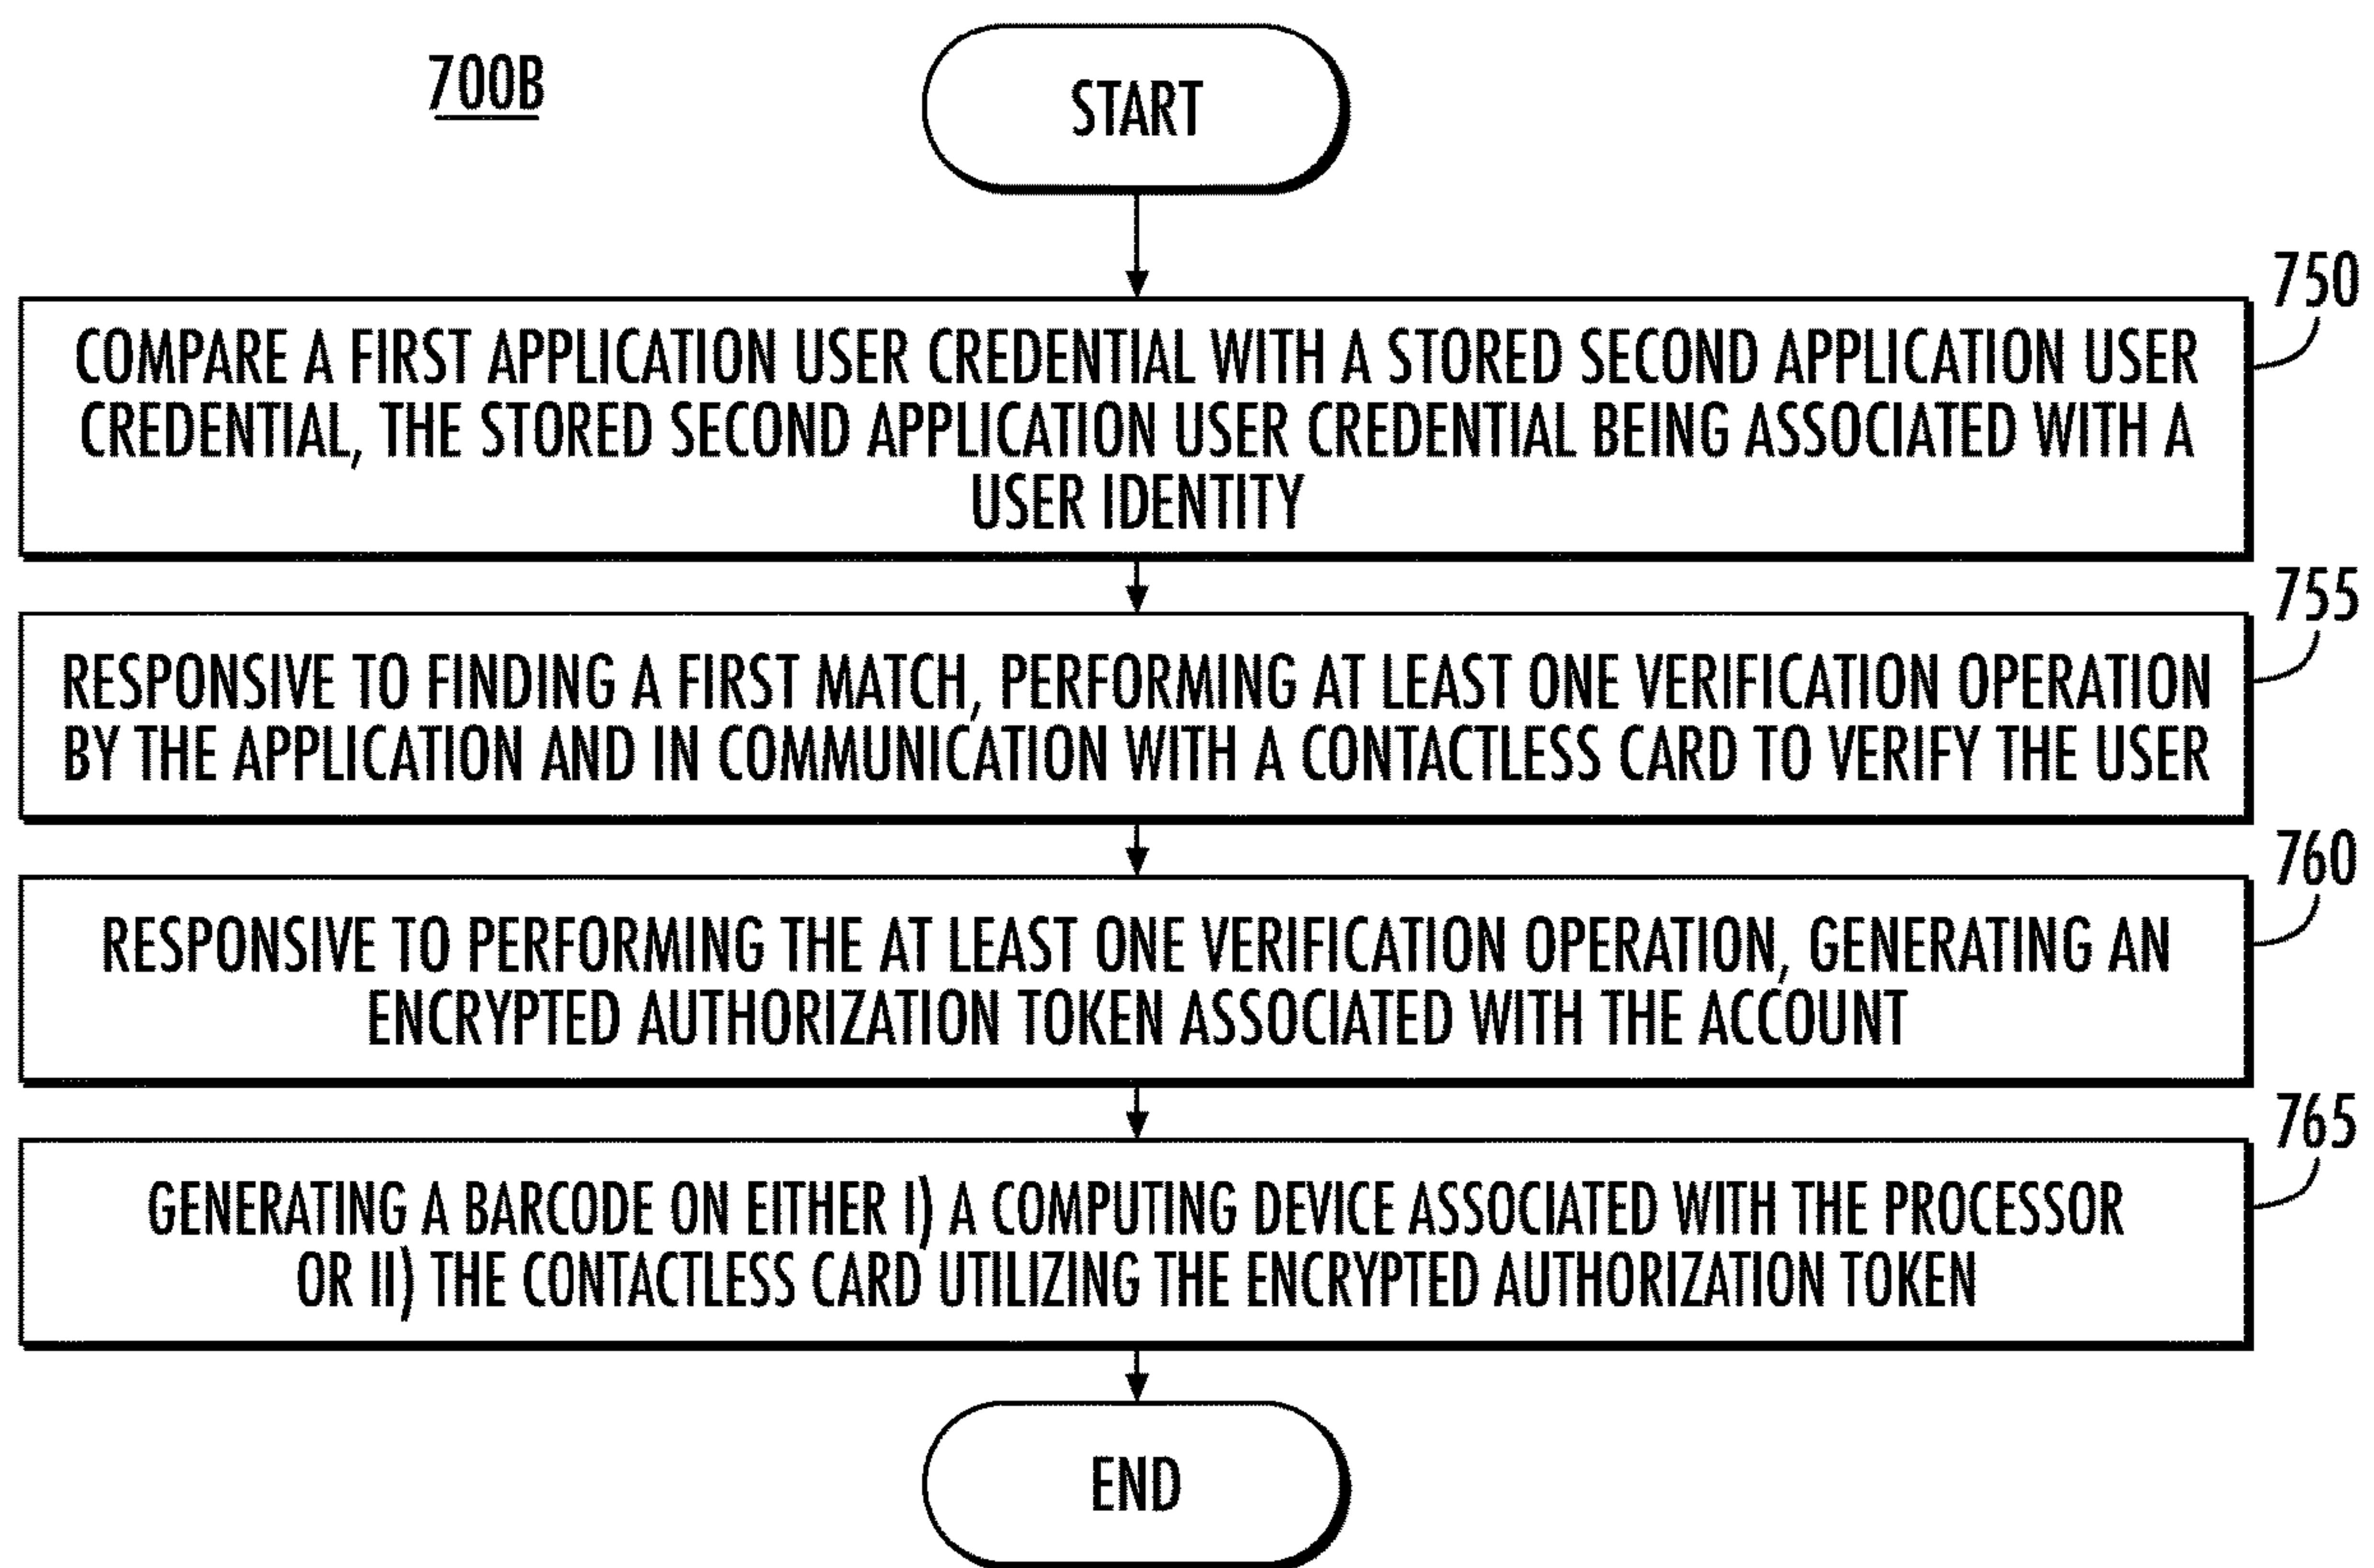 700B
START
750
COMPARE A FIRST APPLICATION USER CREDENTIAL WITH A STORED SECOND APPLICATION USER
CREDENTIAL, THE STORED SECOND APPLICATION USER CREDENTIAL BEING ASSOCIATED WITH A
USER IDENTITY
755
RESPONSIVE TO FINDING A FIRST MATCH, PERFORMING AT LEAST ONE VERIFICATION OPERATION
BY THE APPLICATION AND IN COMMUNICATION WITH A CONTACTLESS CARD TO VERIFY THE USER
760
RESPONSIVE TO PERFORMING THE AT LEAST ONE VERIFICATION OPERATION, GENERATING AN
ENCRYPTED AUTHORIZATION TOKEN ASSOCIATED WITH THE ACCOUNT
765
GENERATING A BARCODE ON EITHER I) A COMPUTING DEVICE ASSOCIATED WITH THE PROCESSOR
OR II) THE CONTACTLESS CARD UTILIZING THE ENCRYPTED AUTHORIZATION TOKEN
END